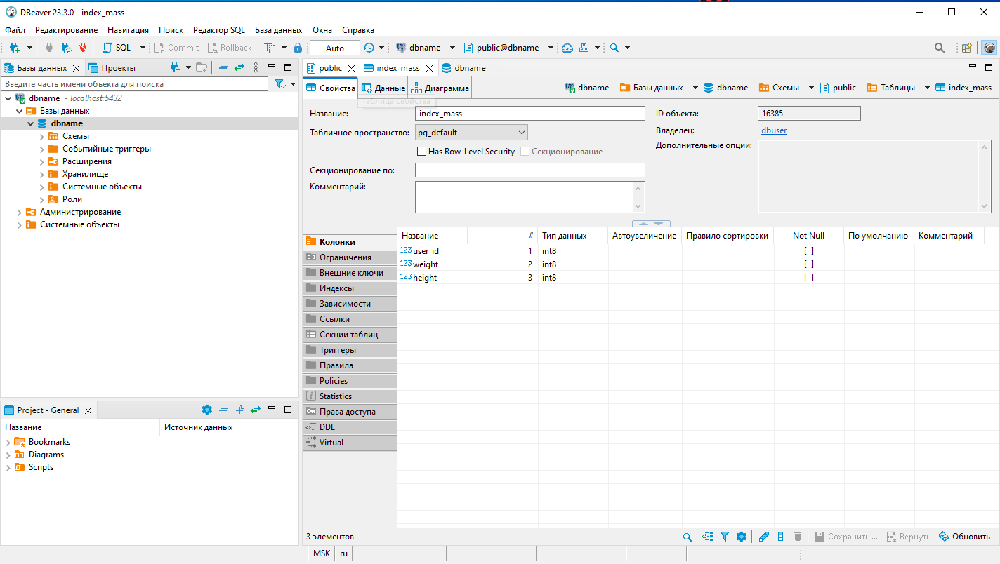 DBeaver 23.3.0 - index_mass
Файл Редактирование Навигация Поиск Редактор SQL База данных Окна Справка
SQL Commit Rollback Auto dbname public@dbname
Базы данных Проекты
Введите часть имени объекта для поиска
dbname - localhost:5432
Базы данных
dbname
Схемы
Событийные триггеры
Расширения
Хранилище
Системные объекты
Роли
Администрирование
Системные объекты
Project - General
Название Источник данных
Bookmarks
Diagrams
Scripts
public index_mass dbname
Свойства Данные Диаграмма dbname Базы данных dbname Схемы public Таблицы index_mass
Таблица свойства
Название: index_mass
Табличное пространство: pg_default
Has Row-Level Security Секционирование
Секционирование по:
Комментарий:
ID объекта: 16385
Владелец: dbuser
Дополнительные опции:
Колонки
Ограничения
Внешние ключи
Индексы
Зависимости
Ссылки
Секции таблиц
Триггеры
Правила
Policies
Statistics
Права доступа
DDL
Virtual
Название # Тип данных Автоувеличение Правило сортировки Not Null По умолчанию Комментарий
123 user_id 1 int8 [ ]
123 weight 2 int8 [ ]
123 height 3 int8 [ ]
3 элементов Сохранить ... Вернуть Обновить
MSK ru